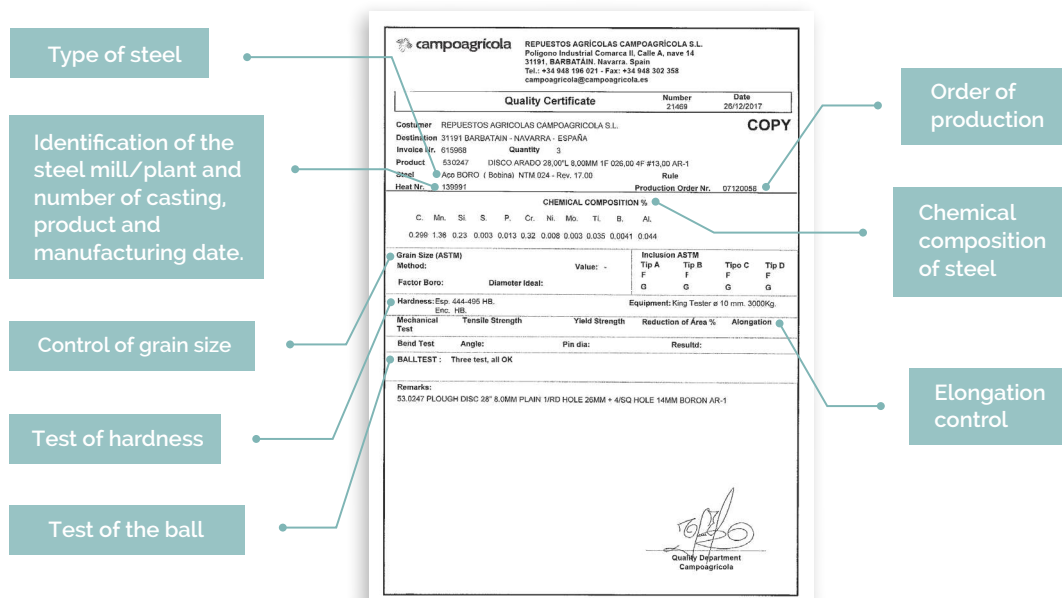 Type of steel
Identification of the
steel mill/plant and
number of casting,
product and
manufacturing date.
Control of grain size
Test of hardness
Test of the ball
campoagrícola
REPUESTOS AGRÍCOLAS CAMPOAGRÍCOLA S.L.
Polígono Industrial Comarca II, Calle A, nave 14
31191, BARBATÁIN. Navarra.
Spain
Tel.: +34 948 196 021 - Fax: +34 948 302 358
campoagricola@campoagricola.es
Quality Certificate Number Date
21469 26/12/2017
COPY
Costumer REPUESTOS AGRICOLAS CAMPOAGRICOLA S.L.
Destination 31191 BARBATAIN - NAVARRA - ESPAÑA
Invoice Nr. 615968 Quantity 3
Product 530247 DISCO ARADO 28,00"L 8,00MM 1F 026,00 4F #13,00 AR-1
Steel Aço BORO ( Bobina) NTM 024 - Rev. 17.00 Rule
Heat Nr. 139991 Production Order Nr. 07120058
CHEMICAL COMPOSITION %
C. Mn. Si. S. P. Cr. Ni. Mo. Ti. B. Al.
0.299 1.36 0.23 0.003 0.013 0.32 0.008 0.003 0.035 0.0041 0.044
Grain Size (ASTM) Inclusion ASTM
Method: Value: - Tip A Tip B Tipo C Tip D
F F F F
Factor Boro: Diameter Ideal: G G G G
Hardness: Esp. 444-495 HB. Equipment: King Tester ø 10 mm. 3000Kg.
Enc. HB.
Mechanical Tensile Strength Yield Strength Reduction of Área % Alongation
Test
Bend Test Angle: Pin dia: Resultd:
BALLTEST : Three test, all OK
Remarks:
53.0247 PLOUGH DISC 28" 8.0MM PLAIN 1/RD HOLE 26MM + 4/SQ HOLE 14MM BORON AR-1
Quality Department
Campoagricola
Order of
production
Chemical
composition
of steel
Elongation
control